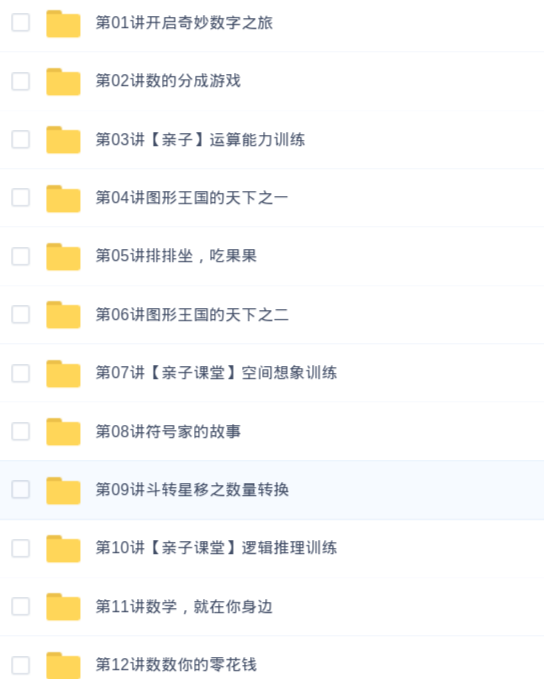 第01讲开启奇妙数字之旅
第02讲数的分成游戏
第03讲【亲子】运算能力训练
第04讲图形王国的天下之一
第05讲排排坐，吃果果
第06讲图形王国的天下之二
第07讲【亲子课堂】空间想象训练
第08讲符号家的故事
第09讲斗转星移之数量转换
第10讲【亲子课堂】逻辑推理训练
第11讲数学，就在你身边
第12讲数数你的零花钱